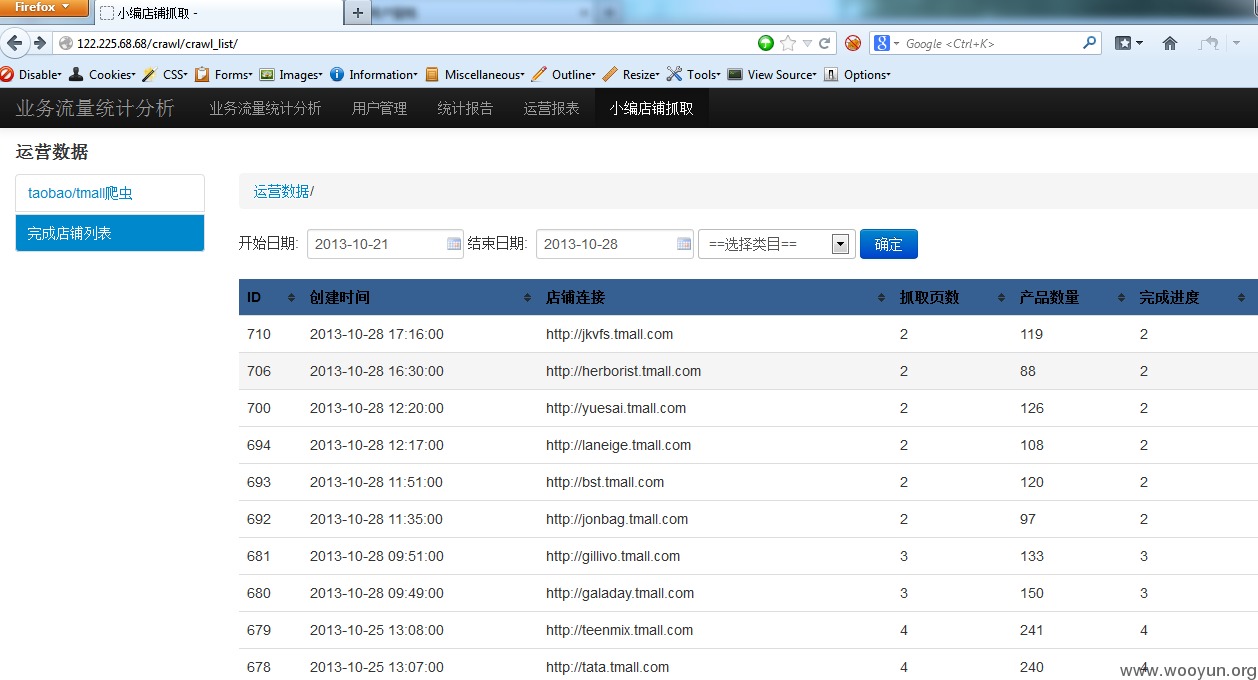 Firefox
小编店铺抓取 -
122.225.68.68/crawl/crawl_list/
Google <Ctrl+K>
Disable Cookies CSS Forms Images Information Miscellaneous Outline Resize Tools View Source Options
业务流量统计分析 业务流量统计分析 用户管理 统计报告 运营报表 小编店铺抓取
运营数据
taobao/tmall爬虫
完成店铺列表
运营数据/
开始日期: 2013-10-21 结束日期: 2013-10-28 ==选择类目== 确定
ID 创建时间 店铺连接 抓取页数 产品数量 完成进度
710 2013-10-28 17:16:00 http://jkvfs.tmall.com 2 119 2
706 2013-10-28 16:30:00 http://herborist.tmall.com 2 88 2
700 2013-10-28 12:20:00 http://yuesai.tmall.com 2 126 2
694 2013-10-28 12:17:00 http://laneige.tmall.com 2 108 2
693 2013-10-28 11:51:00 http://bst.tmall.com 2 120 2
692 2013-10-28 11:35:00 http://jonbag.tmall.com 2 97 2
681 2013-10-28 09:51:00 http://gillivo.tmall.com 3 133 3
680 2013-10-28 09:49:00 http://galaday.tmall.com 3 150 3
679 2013-10-25 13:08:00 http://teenmix.tmall.com 4 241 4
678 2013-10-25 13:07:00 http://tata.tmall.com 4 240 4
www.wooyun.org